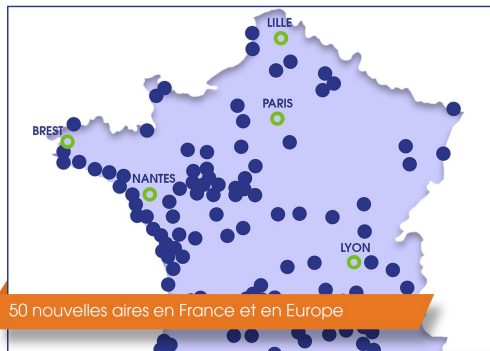 LILLE
PARIS
BREST
NANTES
LYON
50 nouvelles aires en France et en Europe